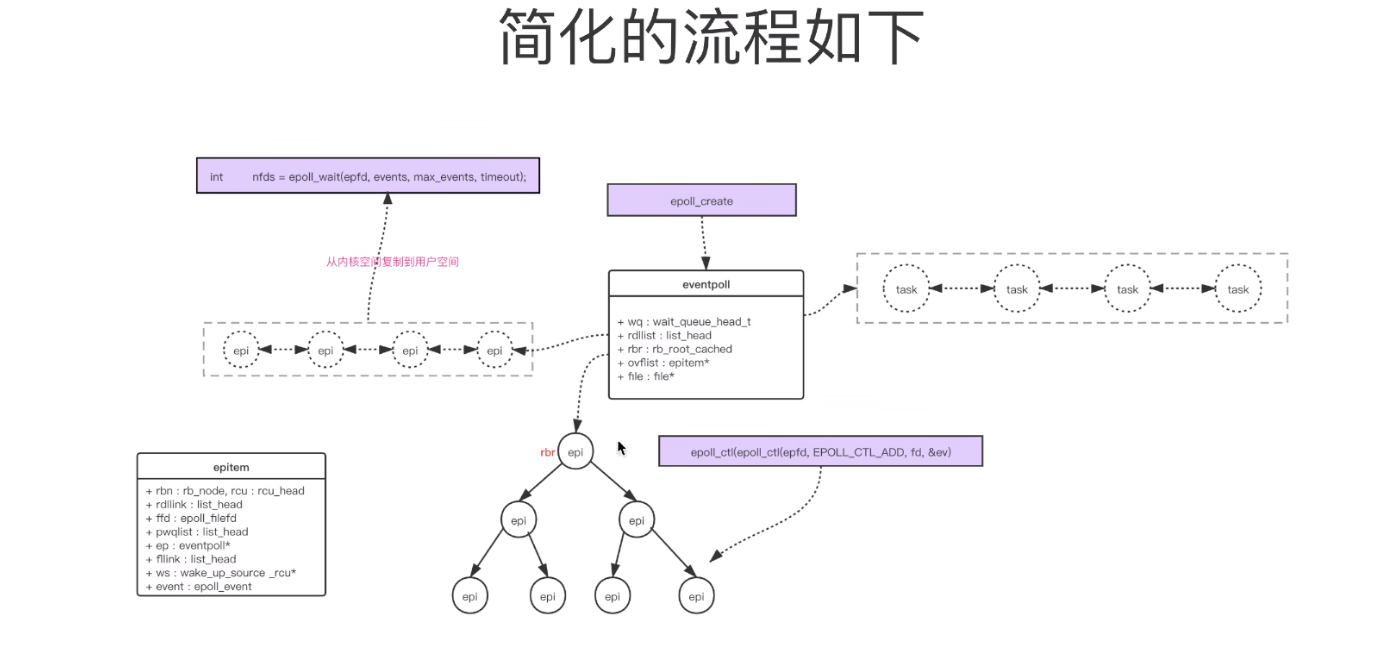 简化的流程如下
int nfds = epoll_wait(epfd, events, max_events, timeout);
epoll_create
从内核空间复制到用户空间
eventpoll
+ wq : wait_queue_head_t
+ rdllist : list_head
+ rbr : rb_root_cached
+ ovflist : epitem*
+ file : file*
task
task
task
task
epi
epi
epi
epi
rbr
epi
epoll_ctl(epoll_ctl(epfd, EPOLL_CTL_ADD, fd, &ev)
epitem
+ rbn : rb_node, rcu : rcu_head
+ rdllink : list_head
+ ffd : epoll_filefd
+ pwqlist : list_head
+ ep : eventpoll*
+ fllink : list_head
+ ws : wake_up_source _rcu*
+ event : epoll_event
epi
epi
epi
epi
epi
epi